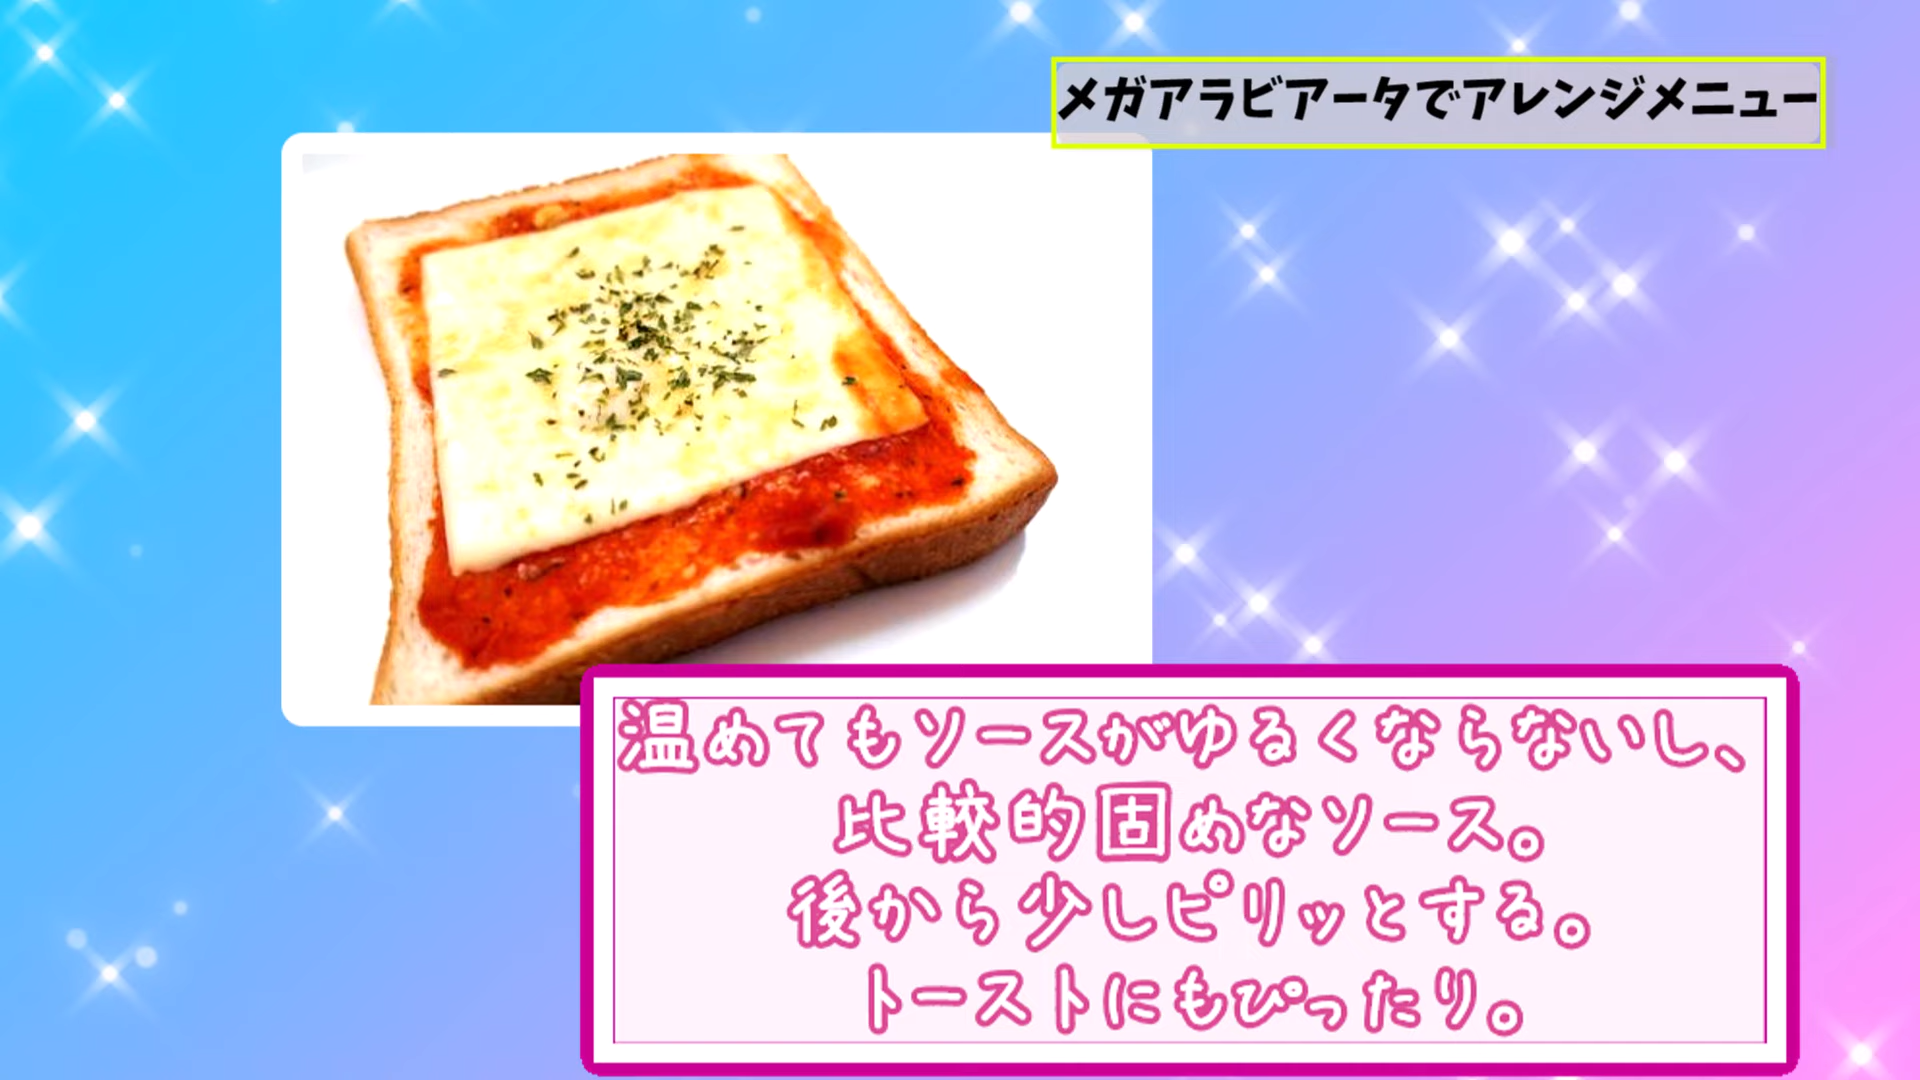 メガアラビアータでアレンジメニュー
温めてもソースがゆるくならないし、
比較的固めなソース。
後から少しピリッとする。
トーストにもぴったり。